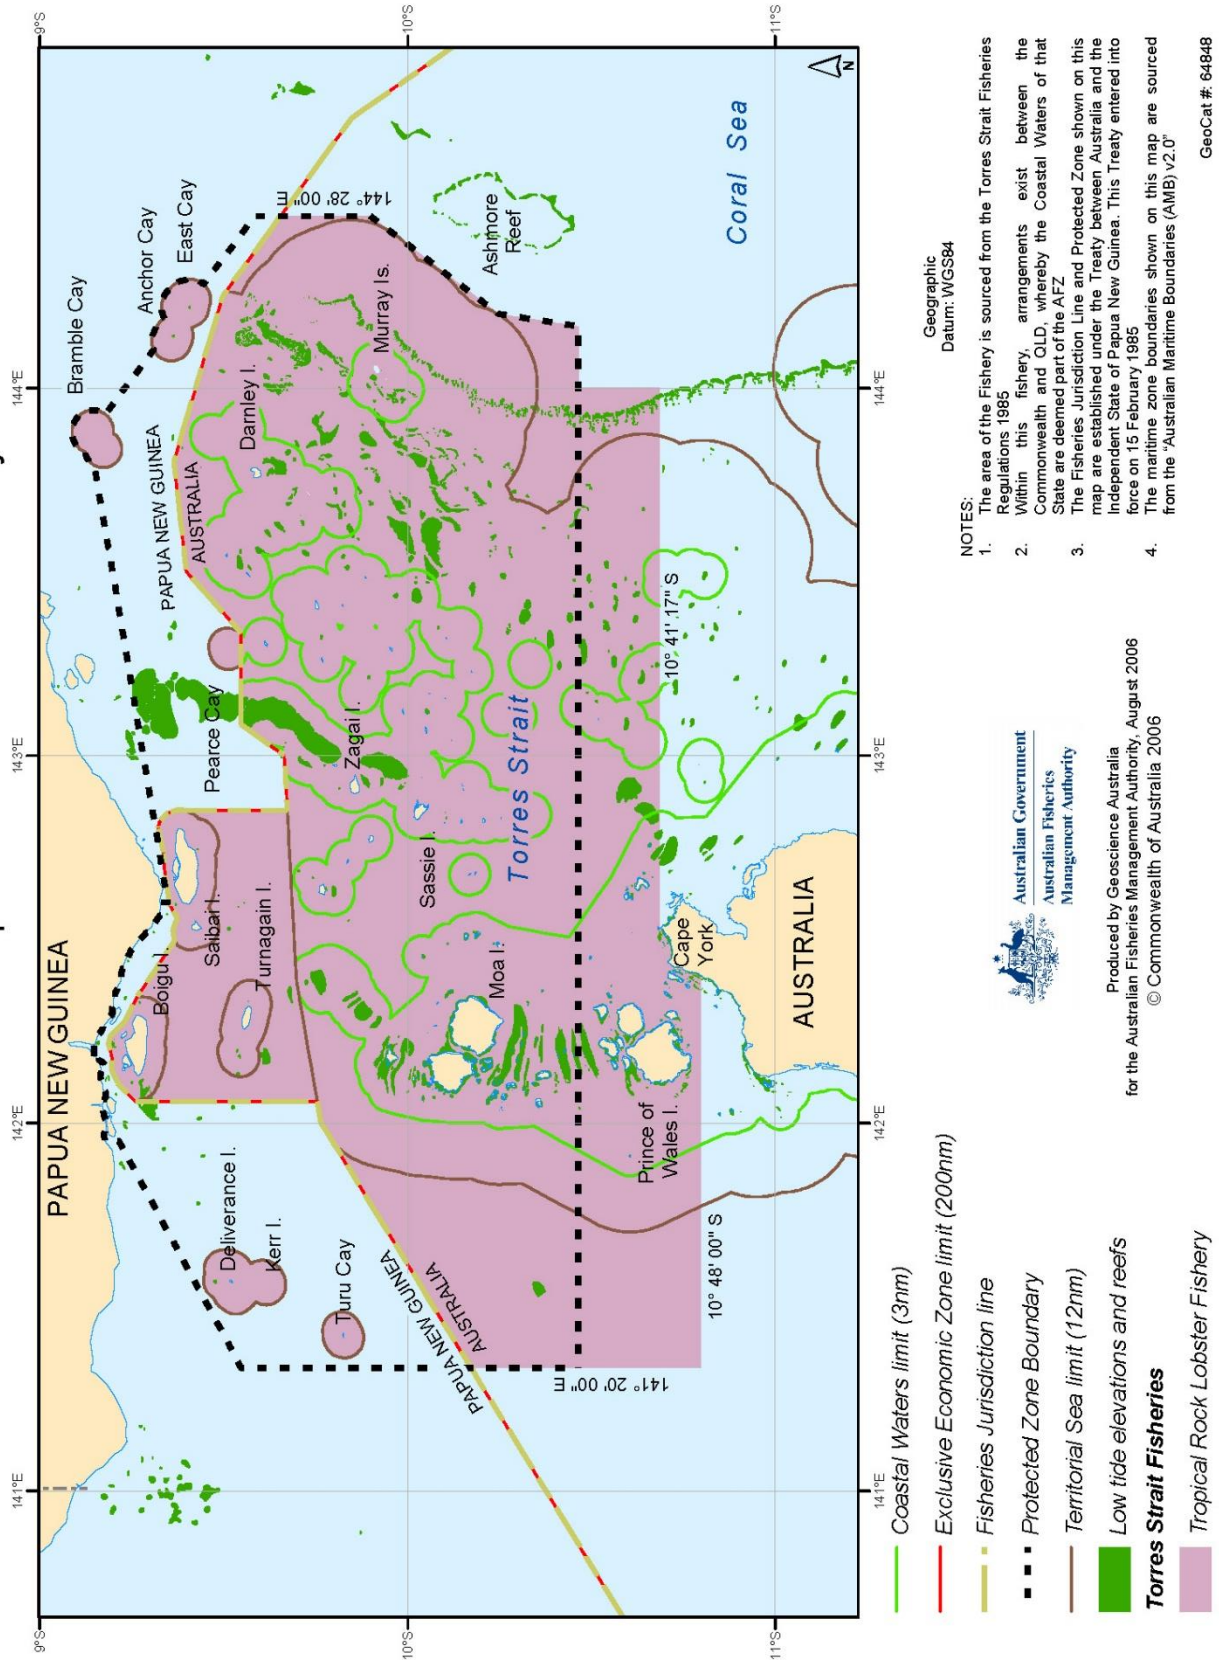 141°E
142°E
143°E
144°E
9°S
9°S
PAPUA NEW GUINEA
Bramble Cay
Anchor Cay
East Cay
PAPUA NEW GUINEA
AUSTRALIA
Pearce Cay
Boigu I.
Saibai I.
Turnagain I.
Deliverance I.
Kerr I.
Turu Cay
Darnley I.
Murray Is.
144° 28' 00" E
Zagai I.
Sassie I.
Torres Strait
Moa I.
Ashmore
Reef
Coral Sea
10°S
10°S
PAPUA NEW GUINEA
AUSTRALIA
141° 20' 00" E
Prince of
Wales I.
10° 48' 00" S
10° 41' 17" S
Cape
York
AUSTRALIA
N
11°S
11°S
141°E
142°E
143°E
144°E
Coastal Waters limit (3nm)
Exclusive Economic Zone limit (200nm)
Fisheries Jurisdiction line
Protected Zone Boundary
Territorial Sea limit (12nm)
Low tide elevations and reefs
Torres Strait Fisheries
Tropical Rock Lobster Fishery
Australian Government
Australian Fisheries
Management Authority
Produced by Geoscience Australia
for the Australian Fisheries Management Authority, August 2006
© Commonwealth of Australia 2006
Geographic
Datum: WGS84
NOTES:
1. The area of the Fishery is sourced from the Torres Strait Fisheries
Regulations 1985
2. Within this fishery, arrangements exist between the
Commonwealth and QLD, whereby the Coastal Waters of that
State are deemed part of the AFZ
3. The Fisheries Jurisdiction Line and Protected Zone shown on this
map are established under the Treaty between Australia and the
Independent State of Papua New Guinea. This Treaty entered into
force on 15 February 1985
4. The maritime zone boundaries shown on this map are sourced
from the "Australian Maritime Boundaries (AMB) v2.0"
GeoCat #: 64848